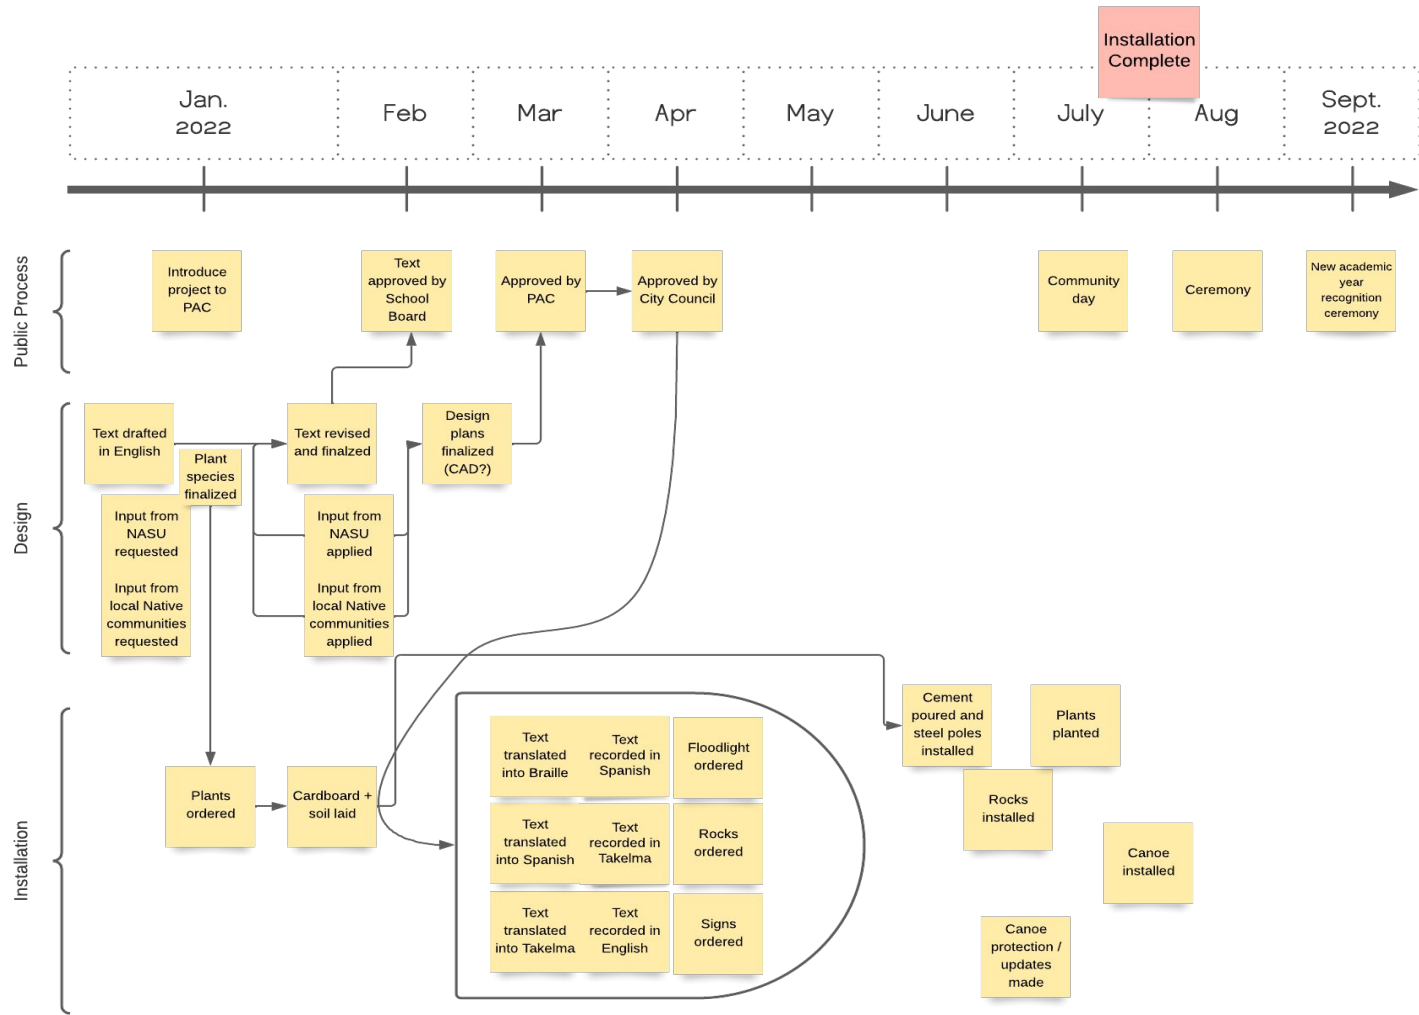 Installation
Complete
Jan.
2022
Feb
Mar
Apr
May
June
July
Aug
Sept.
2022
Public Process
Introduce
project to
PAC
Text
approved by
School
Board
Approved by
PAC
Approved by
City Council
Community
day
Ceremony
New academic
year
recognition
ceremony
Design
Text drafted
in English
Plant
species
finalized
Input from
NASU
requested
Input from
local Native
communities
requested
Text revised
and finalzed
Input from
NASU
applied
Input from
local Native
communities
applied
Design
plans
finalized
(CAD?)
Installation
Plants
ordered
Cardboard +
soil laid
Text
translated
into Braille
Text
recorded in
Spanish
Floodlight
ordered
Text
translated
into Spanish
Text
recorded in
Takelma
Rocks
ordered
Text
translated
into Takelma
Text
recorded in
English
Signs
ordered
Cement
poured and
steel poles
installed
Plants
planted
Rocks
installed
Canoe
installed
Canoe
protection /
updates
made